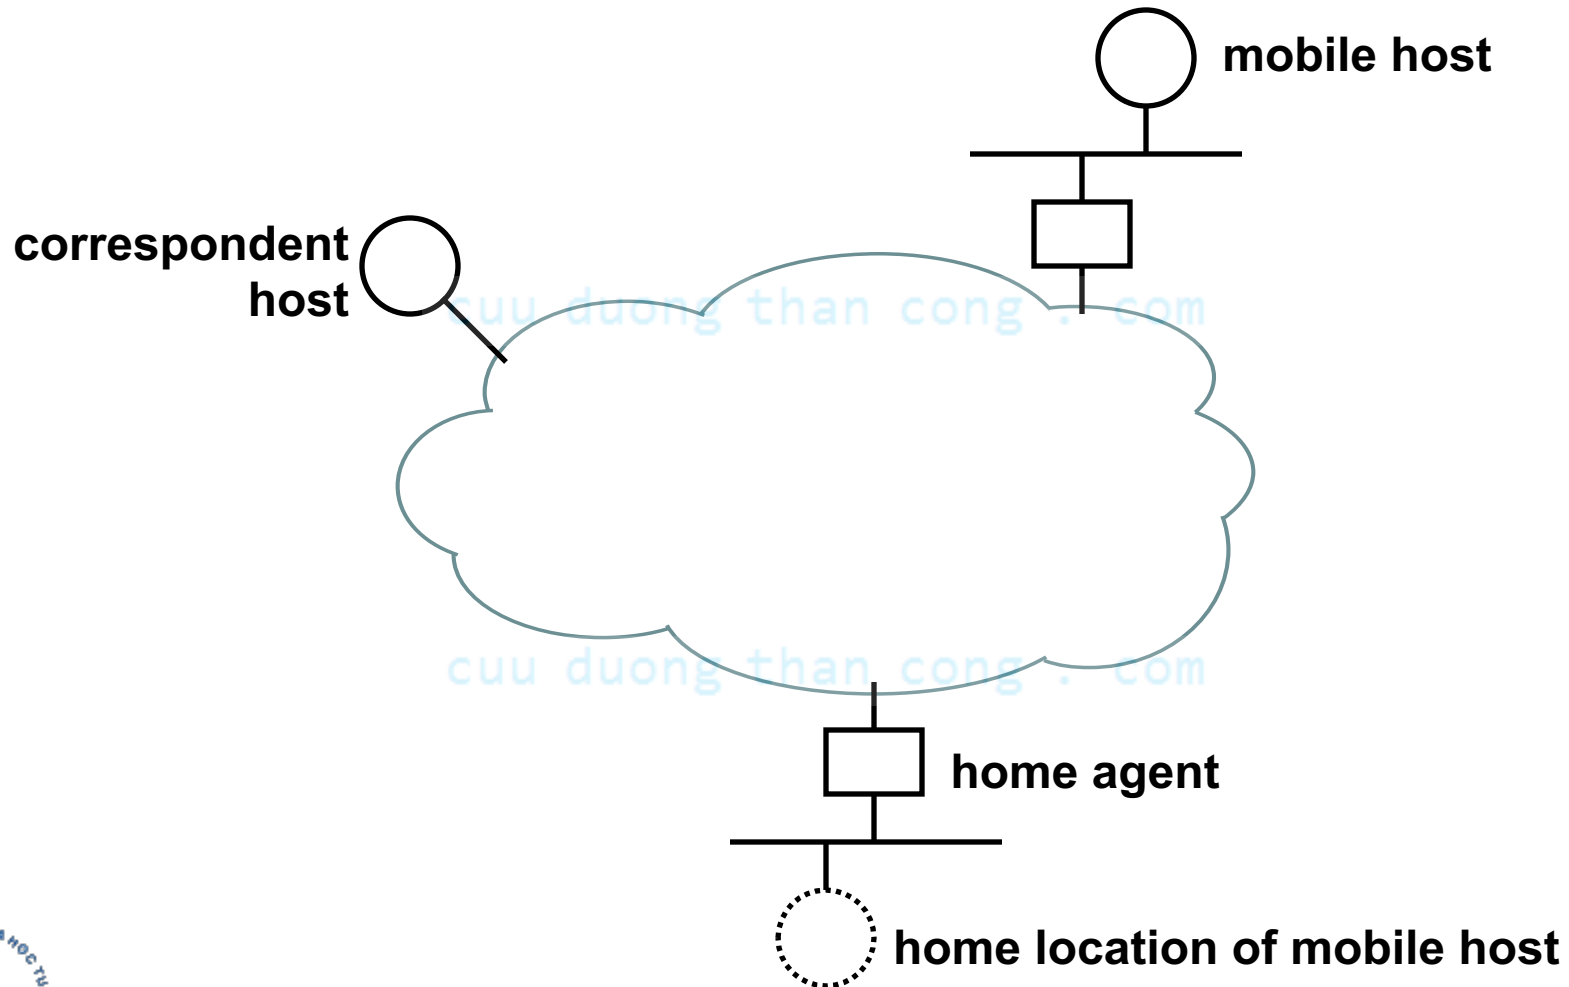 mobile host
correspondent
host
cuu duong than cong . com
cuu duong than cong . com
home agent
home location of mobile host